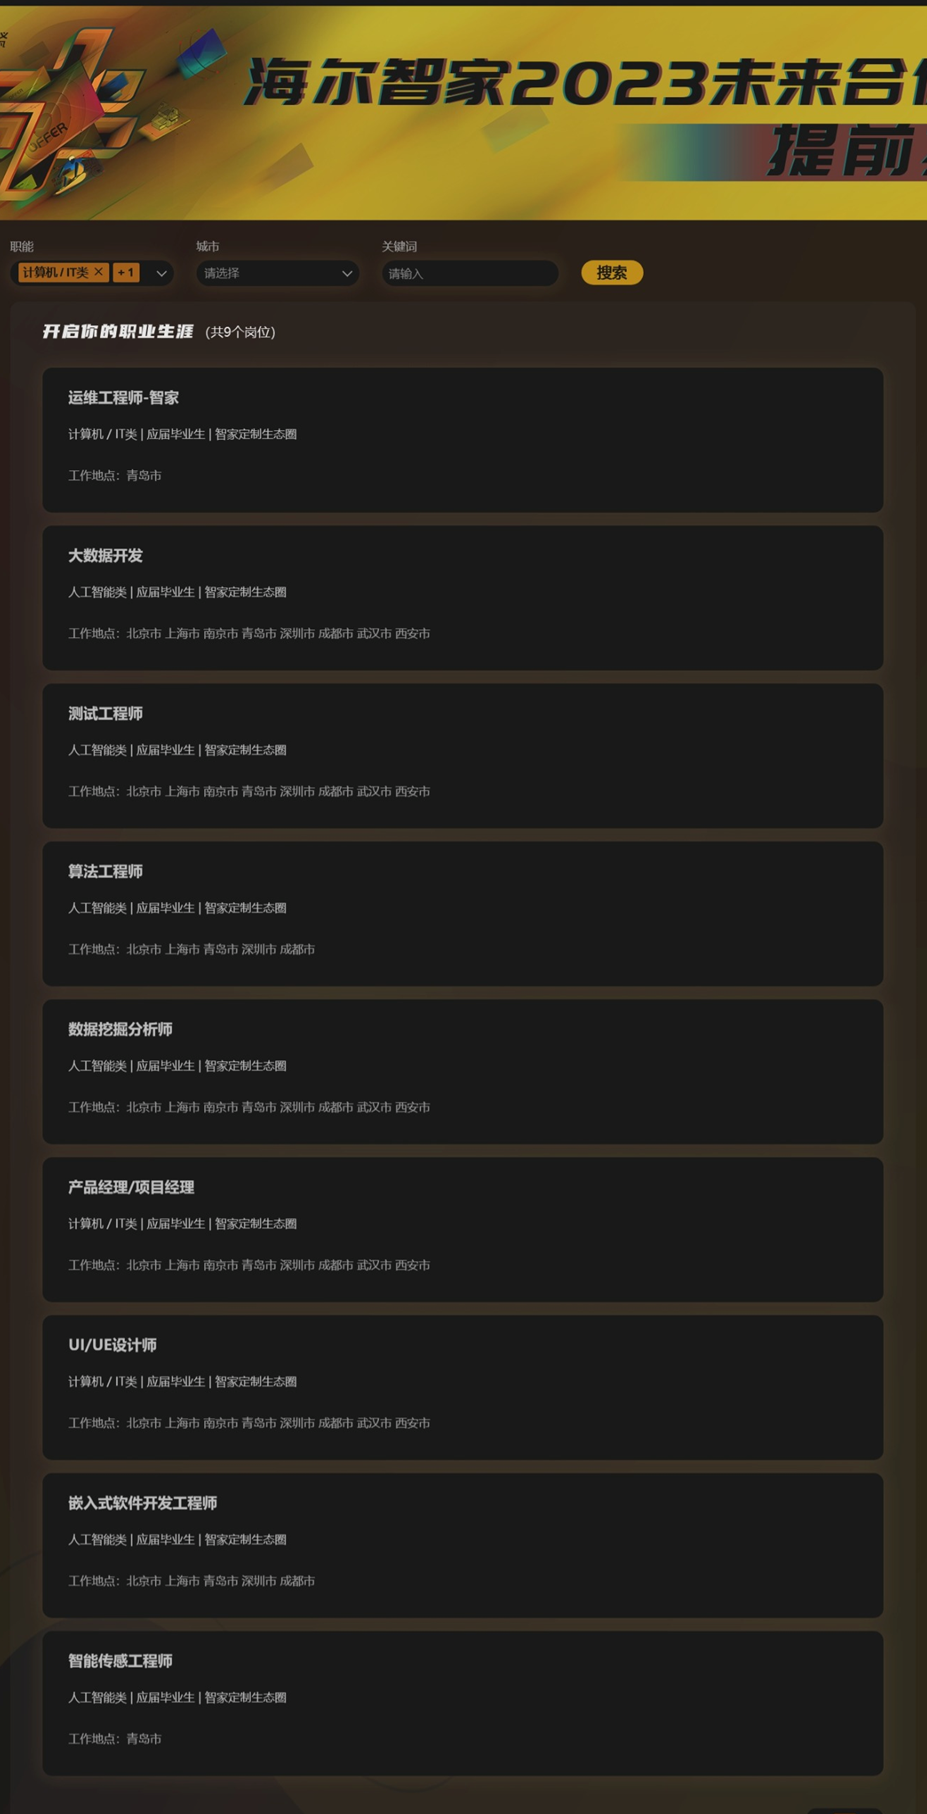 OFFER
海尔智家2023未来合
提前
职能
城市
关键词
计算机 / IT类 ×
+ 1
请选择
请输入
搜索
开启你的职业生涯 (共9个岗位)
运维工程师-智家
计算机 / IT类 | 应届毕业生 | 智家定制生态圈
工作地点：青岛市
大数据开发
人工智能类 | 应届毕业生 | 智家定制生态圈
工作地点：北京市 上海市 南京市 青岛市 深圳市 成都市 武汉市 西安市
测试工程师
人工智能类 | 应届毕业生 | 智家定制生态圈
工作地点：北京市 上海市 南京市 青岛市 深圳市 成都市 武汉市 西安市
算法工程师
人工智能类 | 应届毕业生 | 智家定制生态圈
工作地点：北京市 上海市 青岛市 深圳市 成都市
数据挖掘分析师
人工智能类 | 应届毕业生 | 智家定制生态圈
工作地点：北京市 上海市 南京市 青岛市 深圳市 成都市 武汉市 西安市
产品经理/项目经理
计算机 / IT类 | 应届毕业生 | 智家定制生态圈
工作地点：北京市 上海市 南京市 青岛市 深圳市 成都市 武汉市 西安市
UI/UE设计师
计算机 / IT类 | 应届毕业生 | 智家定制生态圈
工作地点：北京市 上海市 南京市 青岛市 深圳市 成都市 武汉市 西安市
嵌入式软件开发工程师
人工智能类 | 应届毕业生 | 智家定制生态圈
工作地点：北京市 上海市 青岛市 深圳市 成都市
智能传感工程师
人工智能类 | 应届毕业生 | 智家定制生态圈
工作地点：青岛市